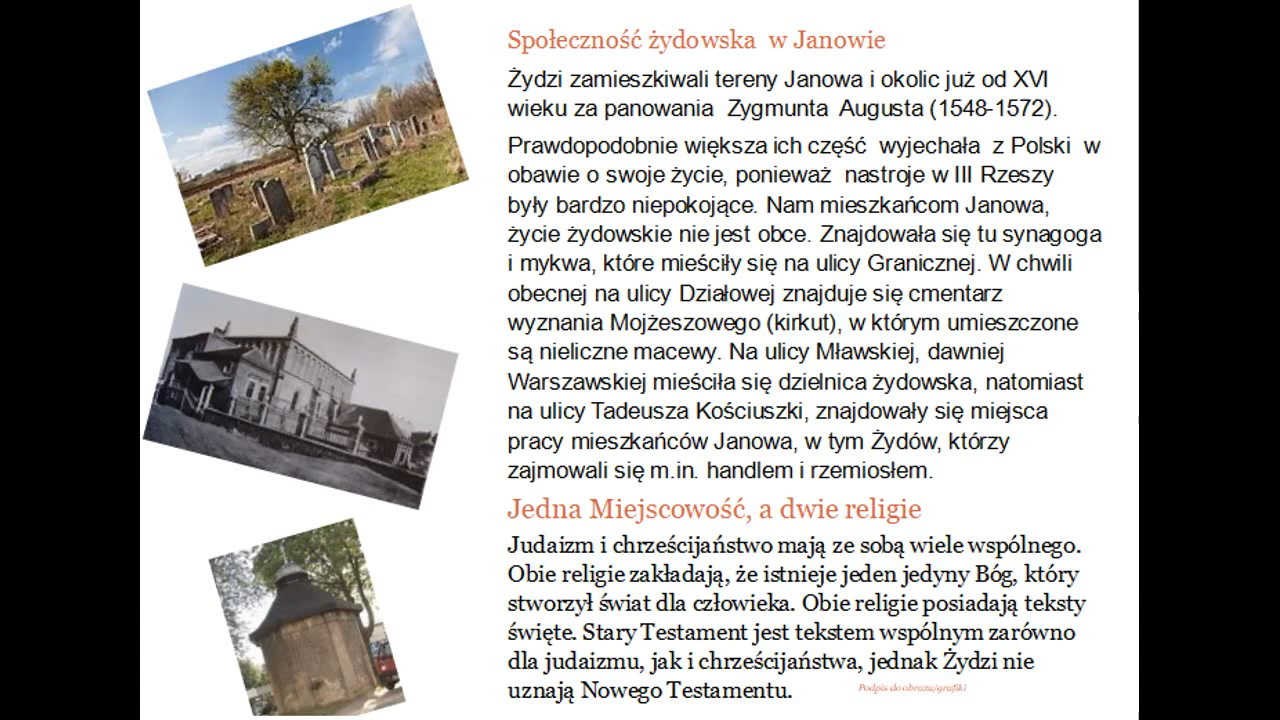 Społeczność żydowska w Janowie
Żydzi zamieszkiwali tereny Janowa i okolic już od XVI
wieku za panowania Zygmunta Augusta (1548-1572).
Prawdopodobnie większa ich część wyjechała z Polski w
obawie o swoje życie, ponieważ nastroje w III Rzeszy
były bardzo niepokojące. Nam mieszkańcom Janowa,
życie żydowskie nie jest obce. Znajdowała się tu synagoga
i mykwa, które mieściły się na ulicy Granicznej. W chwili
obecnej na ulicy Działowej znajduje się cmentarz
wyznania Mojżeszowego (kirkut), w którym umieszczone
są nieliczne macewy. Na ulicy Mławskiej, dawniej
Warszawskiej mieściła się dzielnica żydowska, natomiast
na ulicy Tadeusza Kościuszki, znajdowały się miejsca
pracy mieszkańców Janowa, w tym Żydów, którzy
zajmowali się m.in. handlem i rzemiosłem.
Jedna Miejscowość, a dwie religie
Judaizm i chrześcijaństwo mają ze sobą wiele wspólnego.
Obie religie zakładają, że istnieje jeden jedyny Bóg, który
stworzył świat dla człowieka. Obie religie posiadają teksty
święte. Stary Testament jest tekstem wspólnym zarówno
dla judaizmu, jak i chrześcijaństwa, jednak Żydzi nie
uznają Nowego Testamentu.
Podpis do obrazu/grafiki